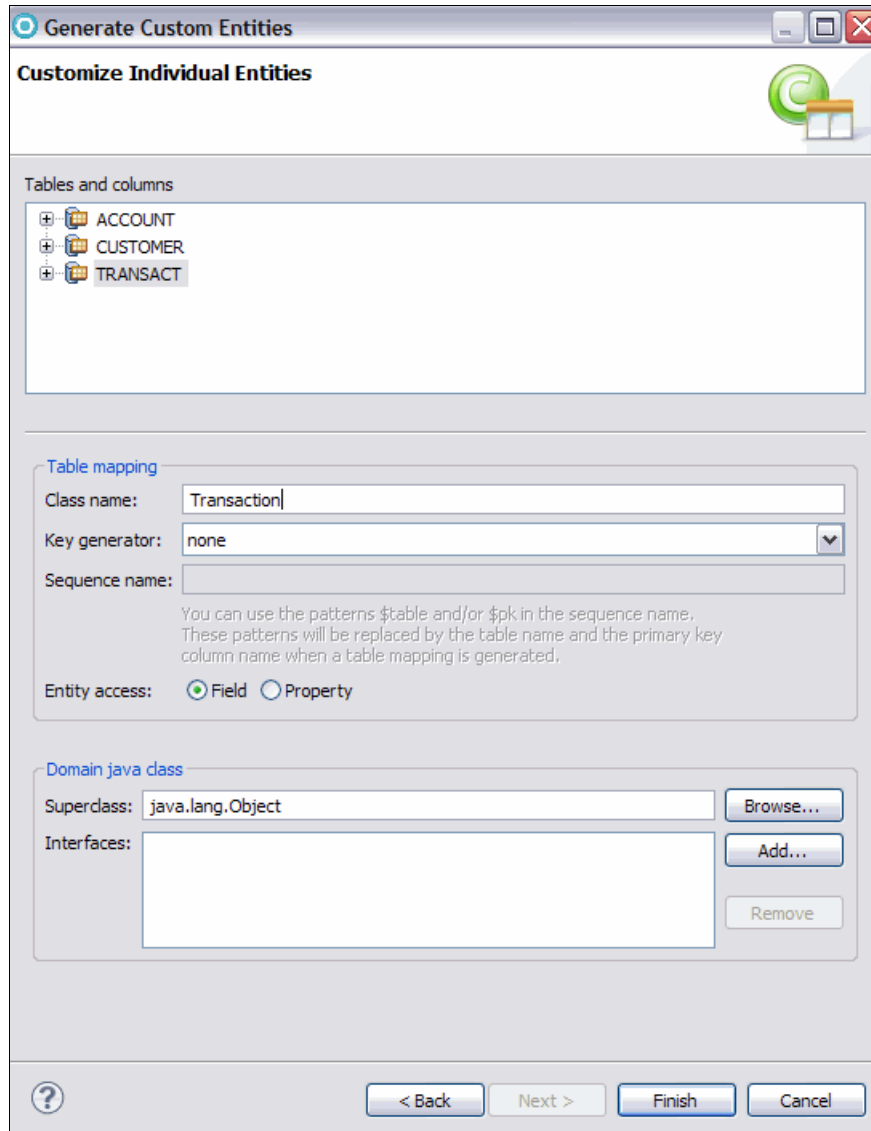 Generate Custom Entities
Customize Individual Entities
Tables and columns
ACCOUNT
CUSTOMER
TRANSACT
Table mapping
Class name: Transaction
Key generator: none
Sequence name:
You can use the patterns $table and/or $pk in the sequence name.
These patterns will be replaced by the table name and the primary key
column name when a table mapping is generated.
Entity access: Field Property
Domain java class
Superclass: java.lang.Object Browse...
Interfaces: Add...
Remove
? < Back Next > Finish Cancel